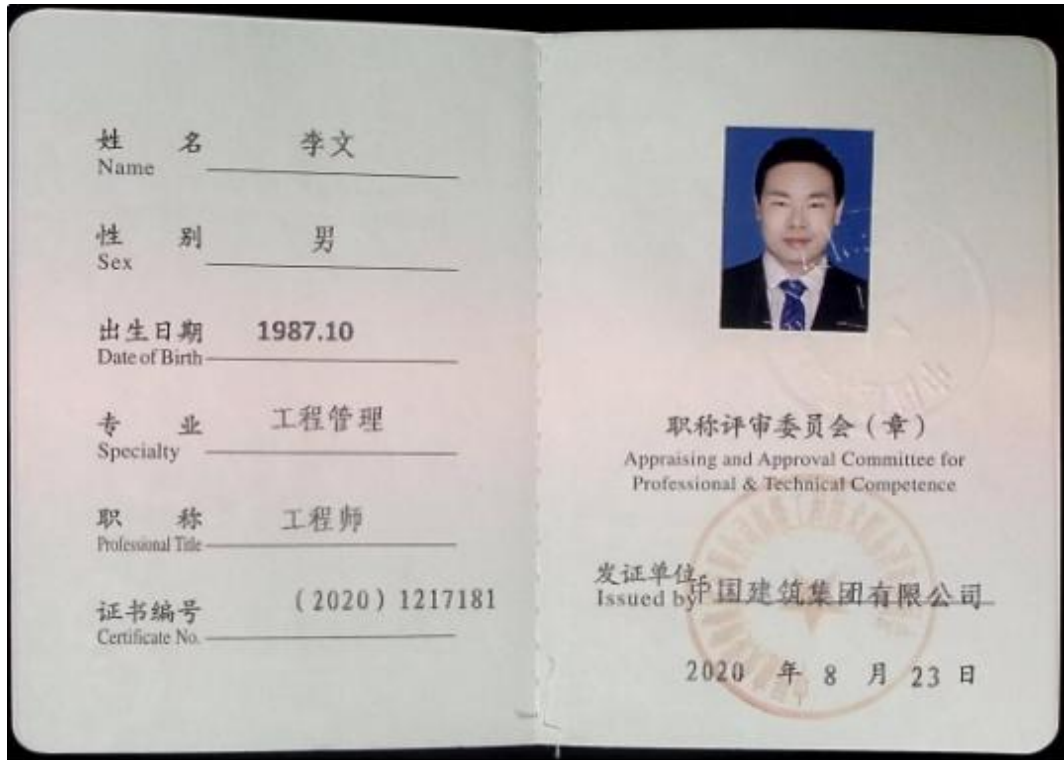 姓 名 李文
Name
性 别 男
Sex
出生日期 1987.10
Date of Birth
专 业 工程管理
Specialty
职 称 工程师
Professional Title
证书编号 (2020)1217181
Certificate No.
职称评审委员会(章)
Appraising and Approval Committee for
Professional & Technical Competence
发证单位:中国建筑集团有限公司
Issued by
2020 年 8 月 23 日